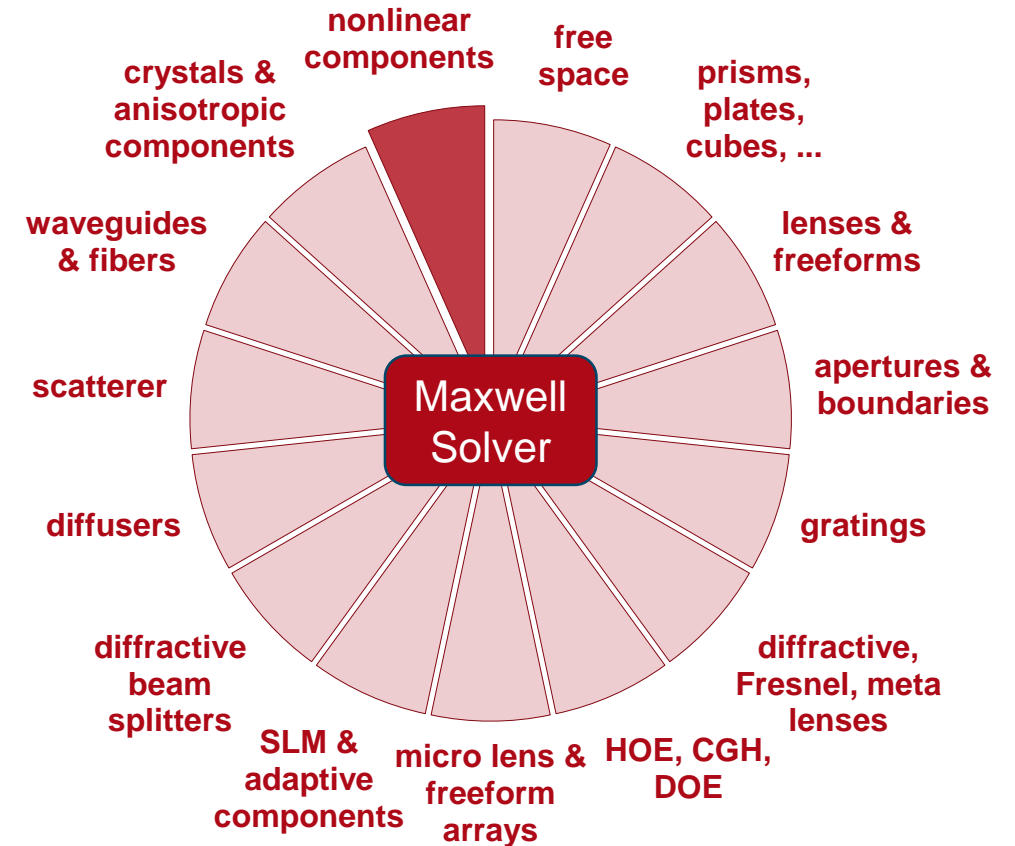 nonlinear
components
free
space
prisms,
plates,
cubes, ...
lenses &
freeforms
apertures &
boundaries
gratings
diffractive,
Fresnel, meta
lenses
HOE, CGH,
DOE
micro lens &
freeform
arrays
SLM &
adaptive
components
diffractive
beam
splitters
diffusers
scatterer
waveguides
& fibers
crystals &
anisotropic
components
Maxwell
Solver